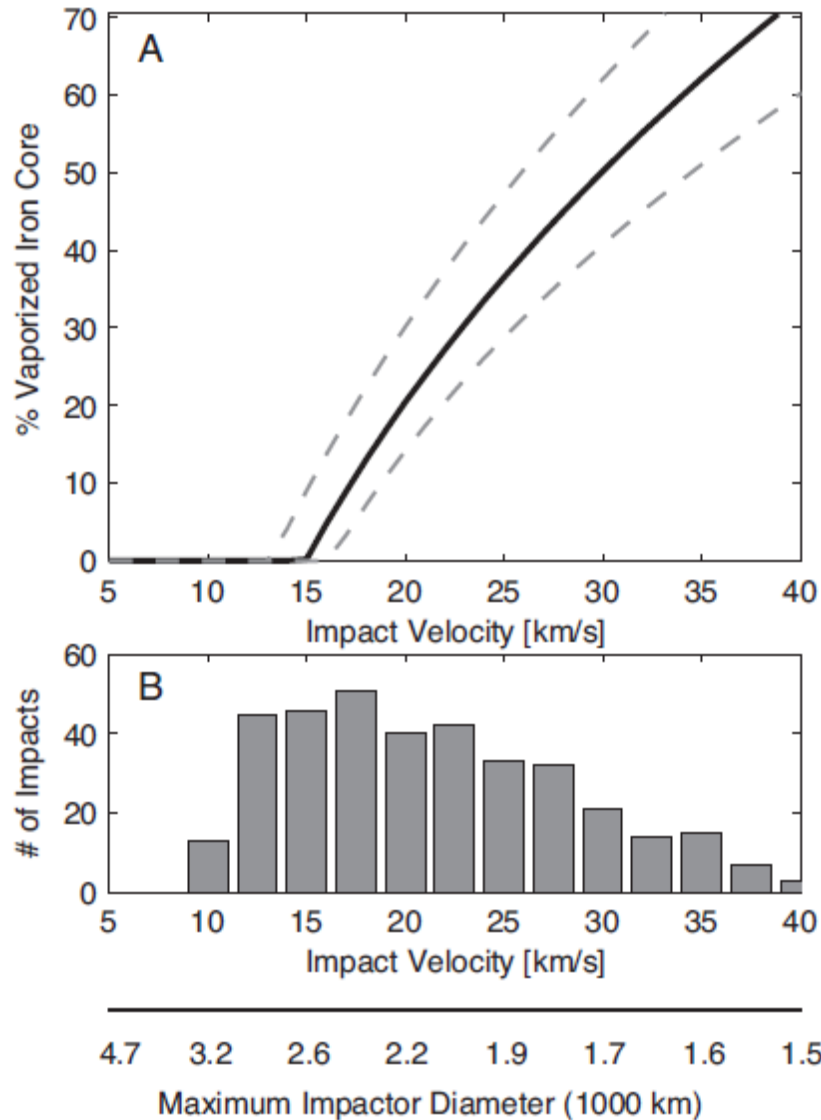 A
70
60
50
40
30
20
10
0
% Vaporized Iron Core
5 10 15 20 25 30 35 40
Impact Velocity [km/s]
B
60
40
20
0
# of Impacts
5 10 15 20 25 30 35 40
Impact Velocity [km/s]
4.7 3.2 2.6 2.2 1.9 1.7 1.6 1.5
Maximum Impactor Diameter (1000 km)